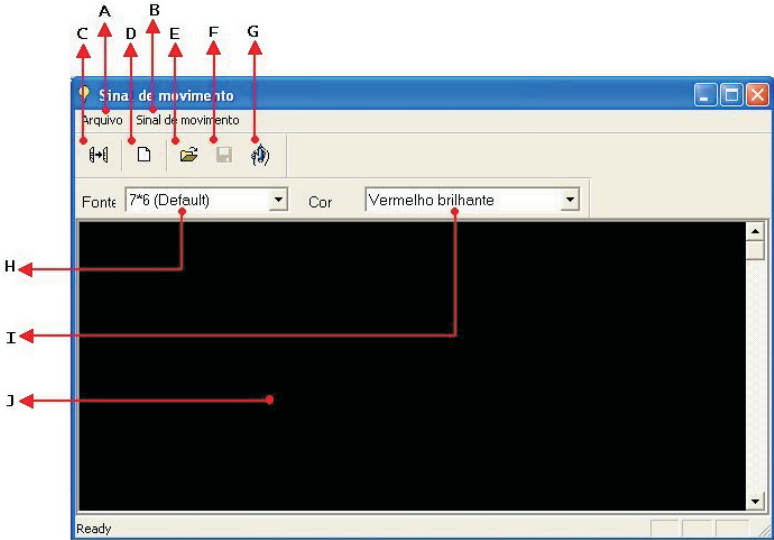 A B
C D E F G
Sinal de movimento
Arquivo Sinal de movimento
Fonte 7*6 (Default) Cor Vermelho brilhante
H
I
J
Ready